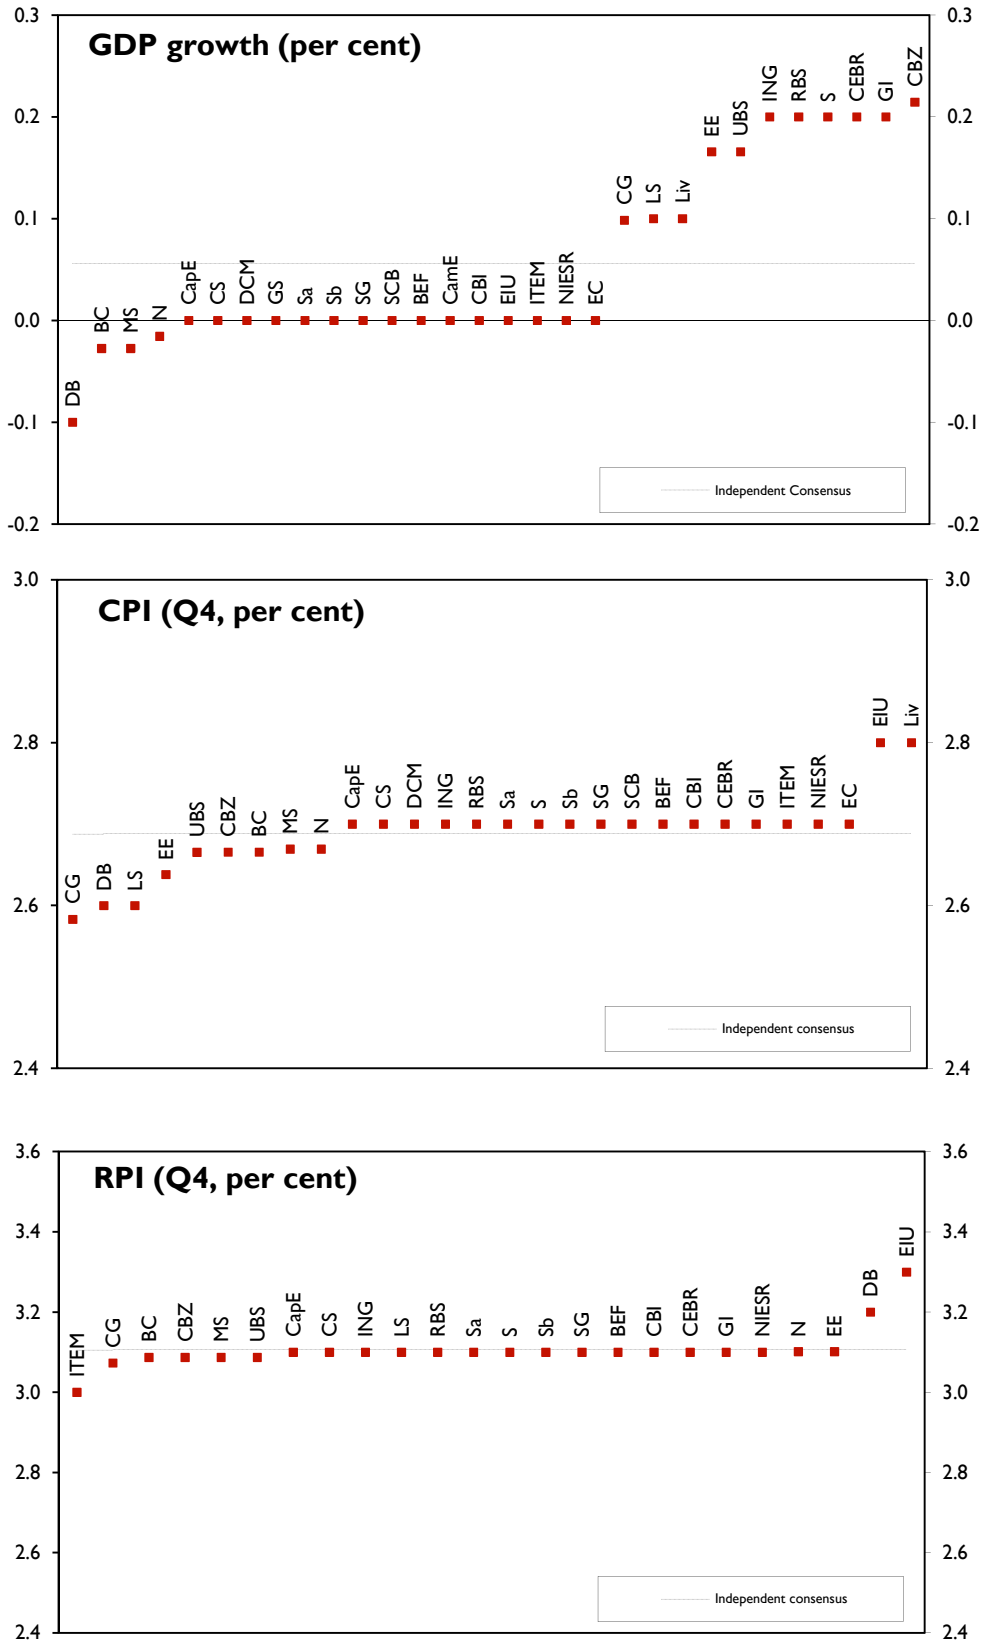 GDP growth (per cent)
0.3
0.2
0.1
0.0
-0.1
-0.2
0.3
0.2
0.1
0.0
-0.1
-0.2
DB
BC
MS
N
CapE
CS
DCM
GS
Sa
Sb
SG
SCB
BEF
CamE
CBI
EIU
ITEM
NIESR
EC
CG
LS
Liv
EE
UBS
ING
RBS
S
CEBR
GI
CBZ
Independent Consensus
CPI (Q4, per cent)
3.0
2.8
2.6
2.4
3.0
2.8
2.6
2.4
CG
DB
LS
EE
UBS
CBZ
BC
MS
N
CapE
CS
DCM
ING
RBS
Sa
S
Sb
SG
SCB
BEF
CBI
CEBR
GI
ITEM
NIESR
EC
EIU
Liv
Independent consensus
RPI (Q4, per cent)
3.6
3.4
3.2
3.0
2.8
2.6
2.4
3.6
3.4
3.2
3.0
2.8
2.6
2.4
ITEM
CG
BC
CBZ
MS
UBS
CapE
CS
ING
LS
RBS
Sa
S
Sb
SG
BEF
CBI
CEBR
GI
NIESR
N
EE
DB
EIU
Independent consensus